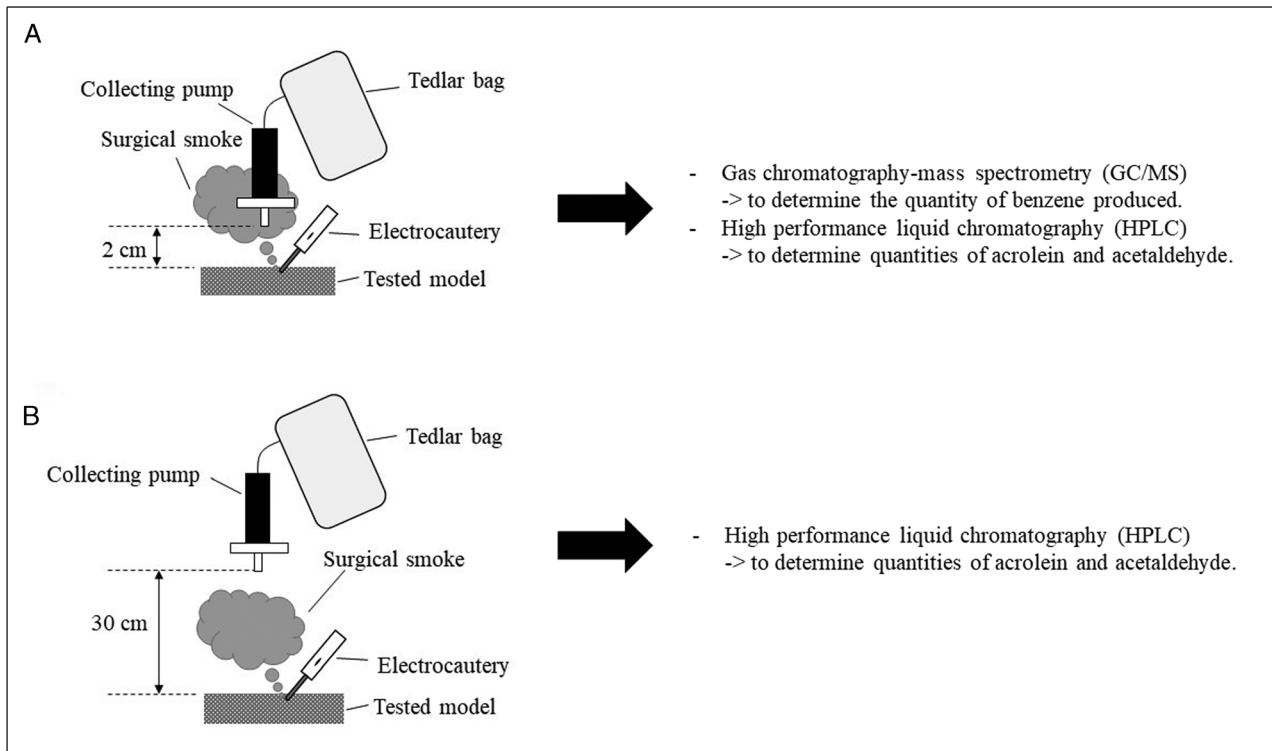 A
Tedlar bag
Collecting pump
Surgical smoke
Electrocautery
2 cm
Tested model
- Gas chromatography-mass spectrometry (GC/MS)
-> to determine the quantity of benzene produced.
- High performance liquid chromatography (HPLC)
-> to determine quantities of acrolein and acetaldehyde.
B
Tedlar bag
Collecting pump
Surgical smoke
30 cm
Electrocautery
Tested model
- High performance liquid chromatography (HPLC)
-> to determine quantities of acrolein and acetaldehyde.